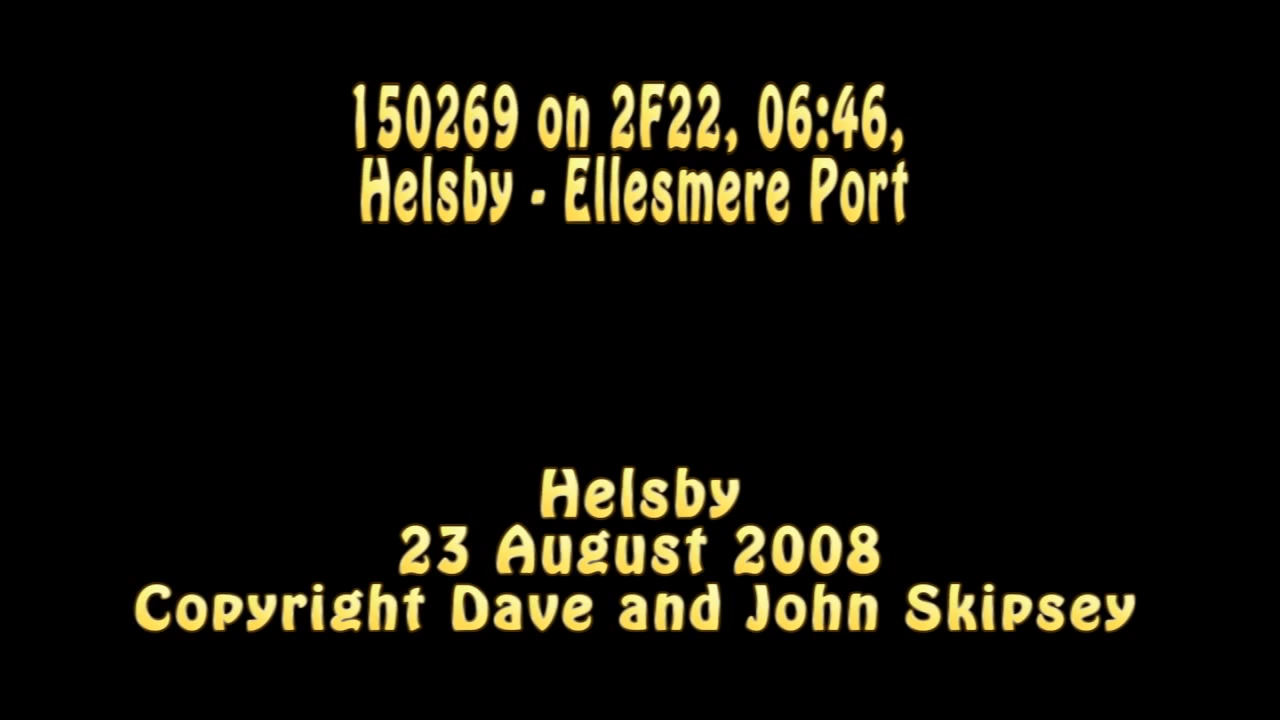 150269 on 2F22, 06:46,
Helsby - Ellesmere Port
Helsby
23 August 2008
Copyright Dave and John Skipsey